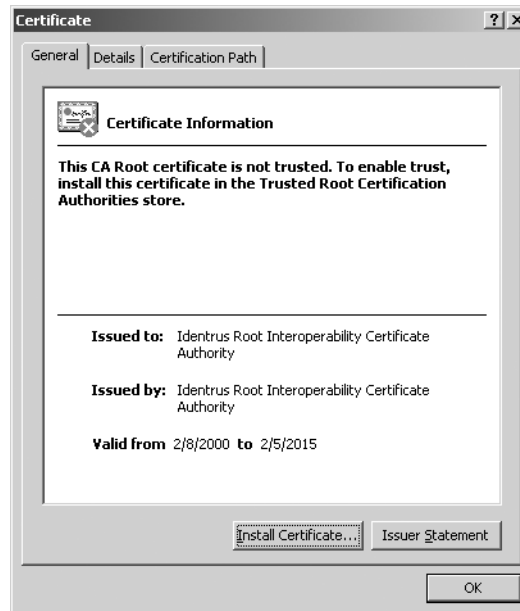 Certificate
General Details Certification Path
Certificate Information
This CA Root certificate is not trusted. To enable trust,
install this certificate in the Trusted Root Certification
Authorities store.
Issued to: Identrus Root Interoperability Certificate
Authority
Issued by: Identrus Root Interoperability Certificate
Authority
Valid from 2/8/2000 to 2/5/2015
Install Certificate... Issuer Statement
OK